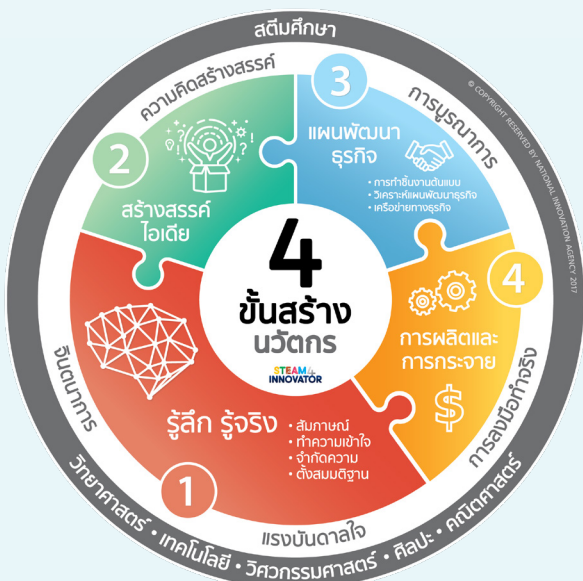 สตีมศึกษา
ความคิดสร้างสรรค์
การบูรณาการ
© COPYRIGHT RESERVED BY NATIONAL INNOVATION AGENCY 2017
3
แผนพัฒนา
ธุรกิจ
• การทำชิ้นงานต้นแบบ
• วิเคราะห์แผนพัฒนาธุรกิจ
• เครือข่ายทางธุรกิจ
2
สร้างสรรค์
ไอเดีย
4
ขั้นสร้าง
นวัตกร
STEAM4
INNOVATOR
4
การผลิตและ
การกระจาย
$
รู้ลึก รู้จริง
• สัมภาษณ์
• ทำความเข้าใจ
• จำกัดความ
• ตั้งสมมติฐาน
1
จินตนาการ
แรงบันดาลใจ
การลงมือทำจริง
วิทยาศาสตร์ • เทคโนโลยี • วิศวกรรมศาสตร์ • ศิลปะ • คณิตศาสตร์